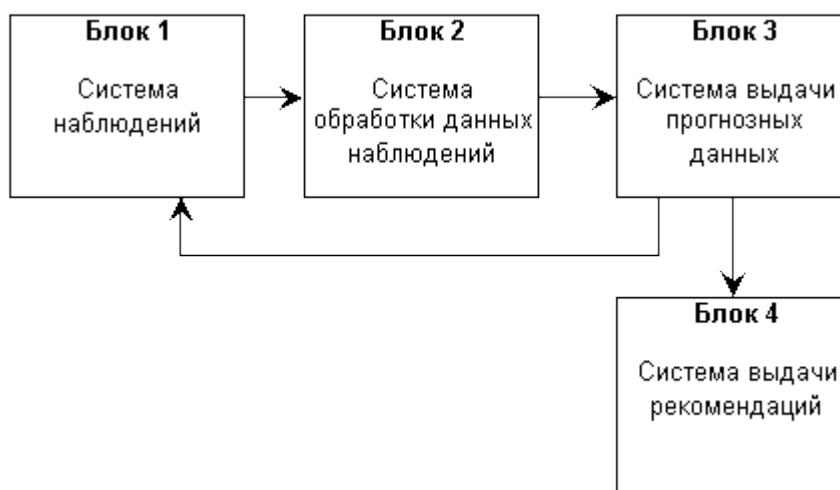 Блок 1
Система
наблюдений
Блок 2
Система
обработки данных
наблюдений
Блок 3
Система выдачи
прогнозных
данных
Блок 4
Система выдачи
рекомендаций